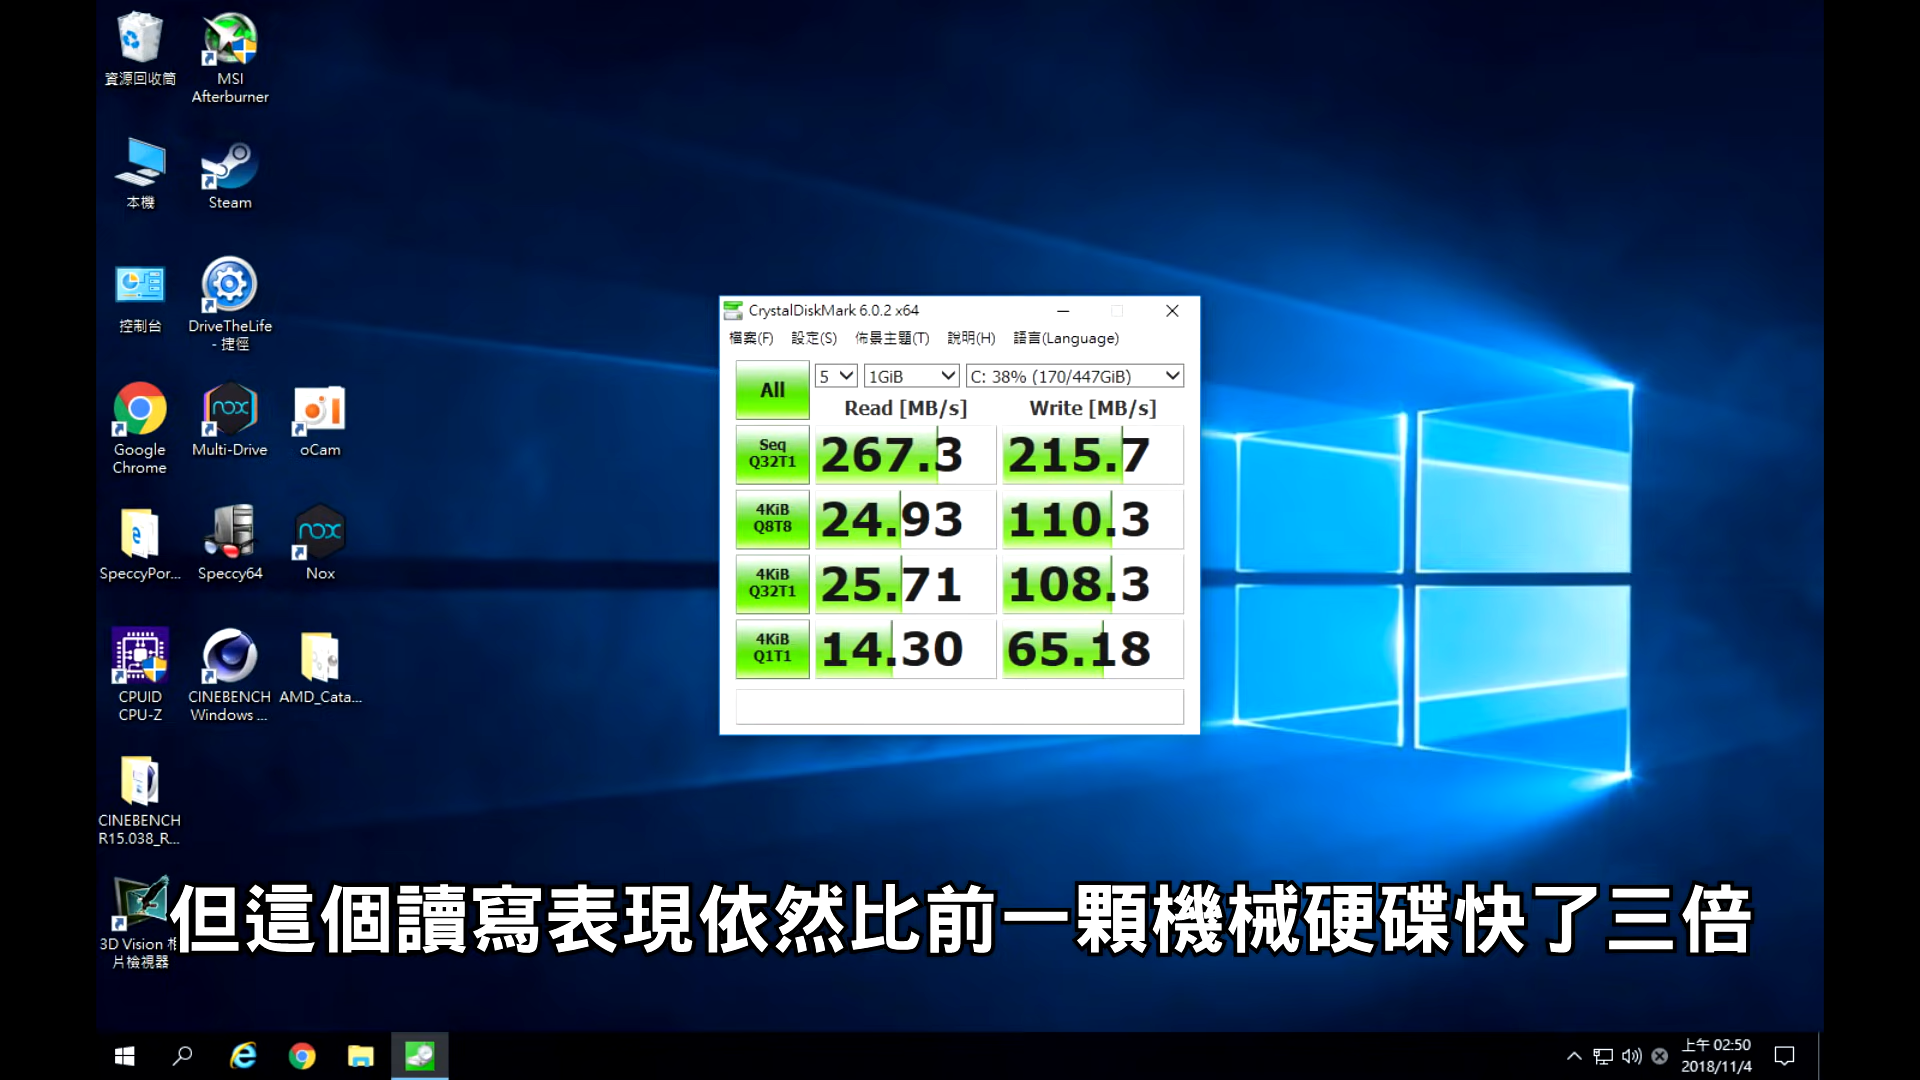 資源回收筒
MSI
Afterburner
本機
Steam
控制台
DriveTheLife
- 捷徑
Google
Chrome
Multi-Drive
oCam
SpeccyPor...
Speccy64
Nox
CPUID
CPU-Z
CINEBENCH
Windows ...
AMD_Cata...
CINEBENCH
R15.038_R...
3D Vision 相
片檢視器
CrystalDiskMark 6.0.2 x64
檔案(F) 設定(S) 佈景主題(T) 說明(H) 語言(Language)
All 5 1GiB C: 38% (170/447GiB)
Read [MB/s] Write [MB/s]
Seq
Q32T1
267.3 215.7
4KiB
Q8T8
24.93 110.3
4KiB
Q32T1
25.71 108.3
4KiB
Q1T1
14.30 65.18
但這個讀寫表現依然比前一顆機械硬碟快了三倍
上午 02:50
2018/11/4